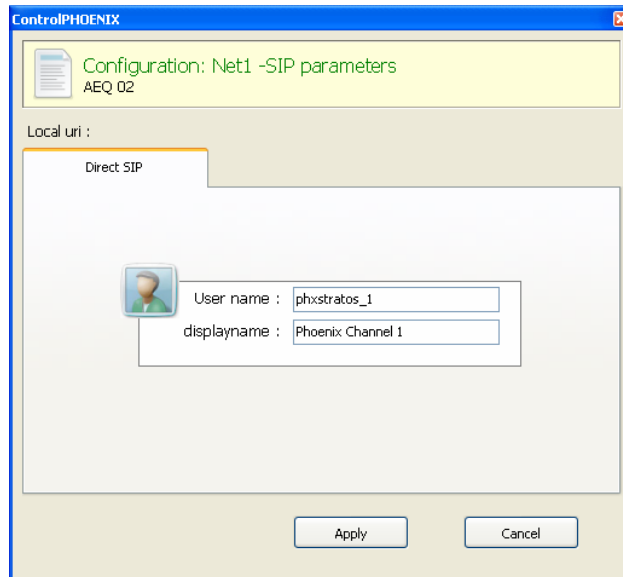 ControlPHOENIX
Configuration: Net1 -SIP parameters
AEQ 02
Local uri :
Direct SIP
User name : phxstratos_1
displayname : Phoenix Channel 1
Apply Cancel